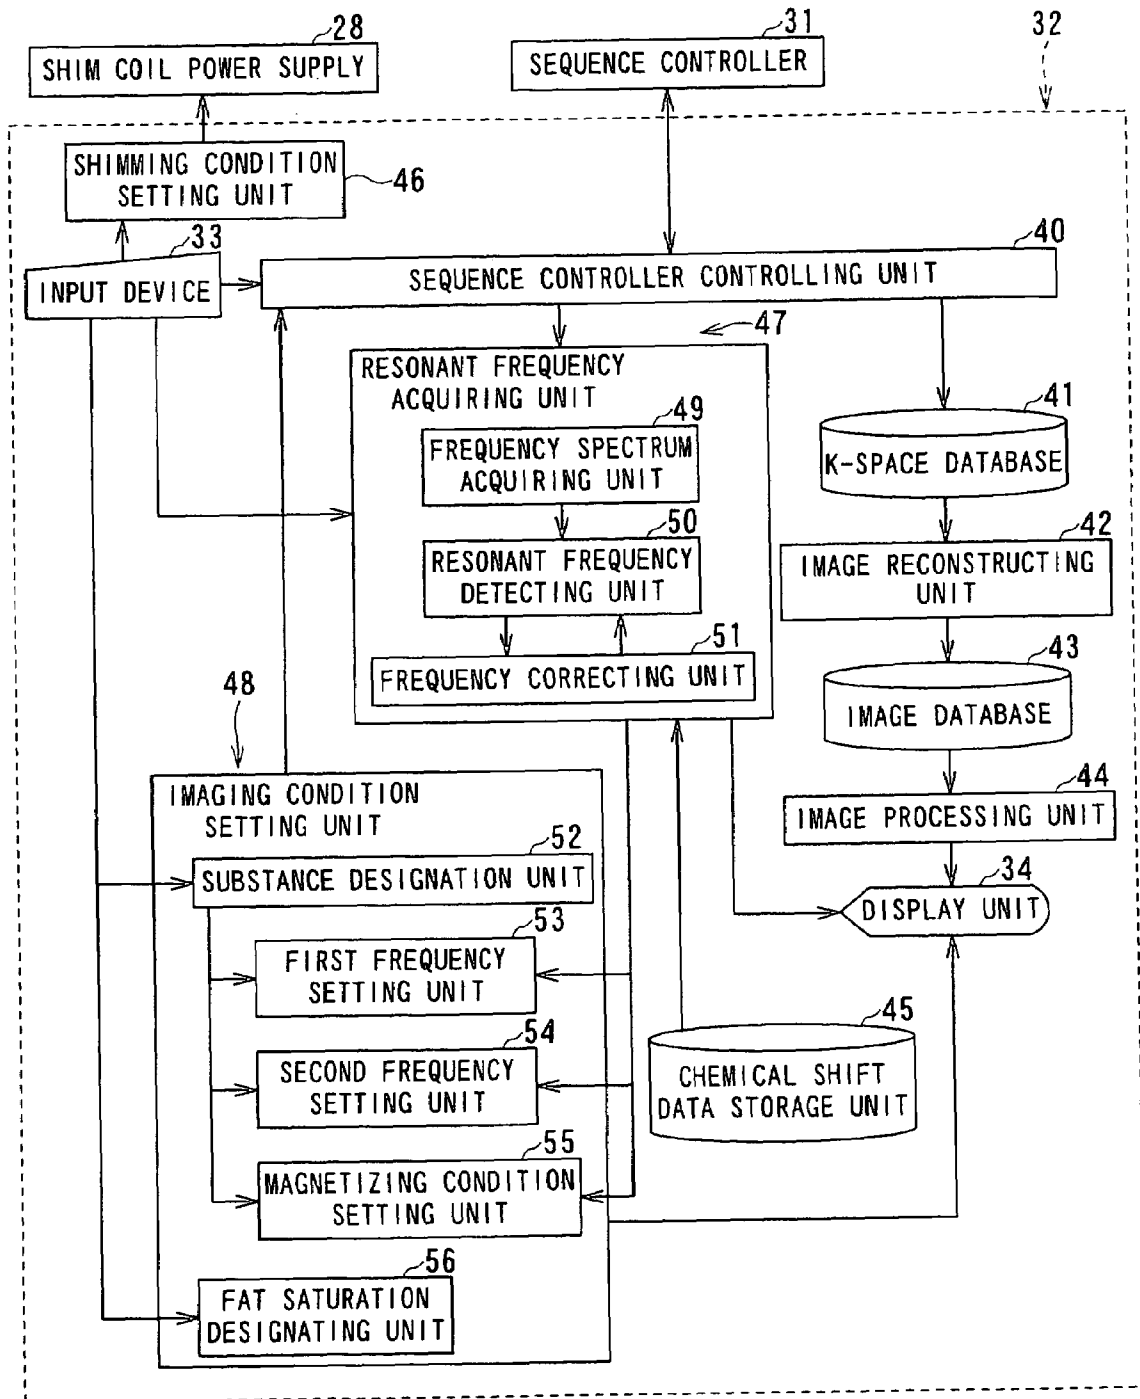 28
SHIM COIL POWER SUPPLY
31
SEQUENCE CONTROLLER
32
SHIMMING CONDITION
SETTING UNIT
46
33
INPUT DEVICE
40
SEQUENCE CONTROLLER CONTROLLING UNIT
47
RESONANT FREQUENCY
ACQUIRING UNIT
49
FREQUENCY SPECTRUM
ACQUIRING UNIT
50
RESONANT FREQUENCY
DETECTING UNIT
51
FREQUENCY CORRECTING UNIT
41
K-SPACE DATABASE
42
IMAGE RECONSTRUCTING
UNIT
43
IMAGE DATABASE
44
IMAGE PROCESSING UNIT
34
DISPLAY UNIT
48
IMAGING CONDITION
SETTING UNIT
52
SUBSTANCE DESIGNATION UNIT
53
FIRST FREQUENCY
SETTING UNIT
54
SECOND FREQUENCY
SETTING UNIT
55
MAGNETIZING CONDITION
SETTING UNIT
56
FAT SATURATION
DESIGNATING UNIT
45
CHEMICAL SHIFT
DATA STORAGE UNIT